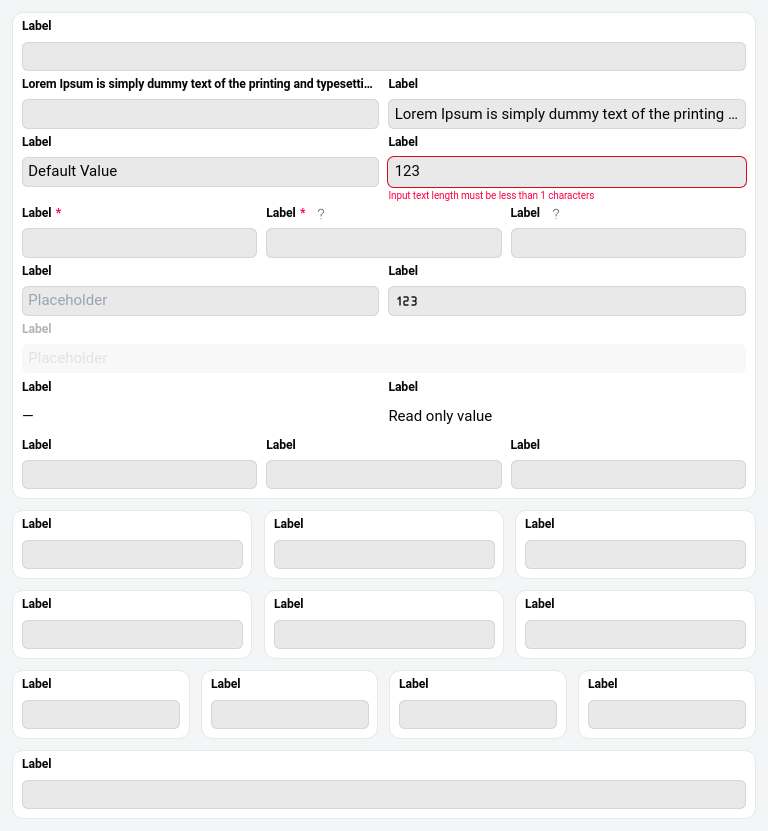 Label
Lorem Ipsum is simply dummy text of the printing and typesetti... Label
Lorem Ipsum is simply dummy text of the printing ...
Label Label
Default Value 123
Input text length must be less than 1 characters
Label * Label * ? Label ?
Label Label
Placeholder 123
Label
Placeholder
Label Label
— Read only value
Label Label Label
Label Label Label
Label Label Label
Label Label Label Label
Label